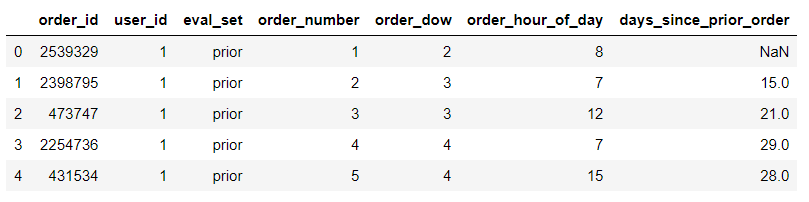 order_id user_id eval_set order_number order_dow order_hour_of_day days_since_prior_order
0 2539329 1 prior 1 2 8 NaN
1 2398795 1 prior 2 3 7 15.0
2 473747 1 prior 3 3 12 21.0
3 2254736 1 prior 4 4 7 29.0
4 431534 1 prior 5 4 15 28.0